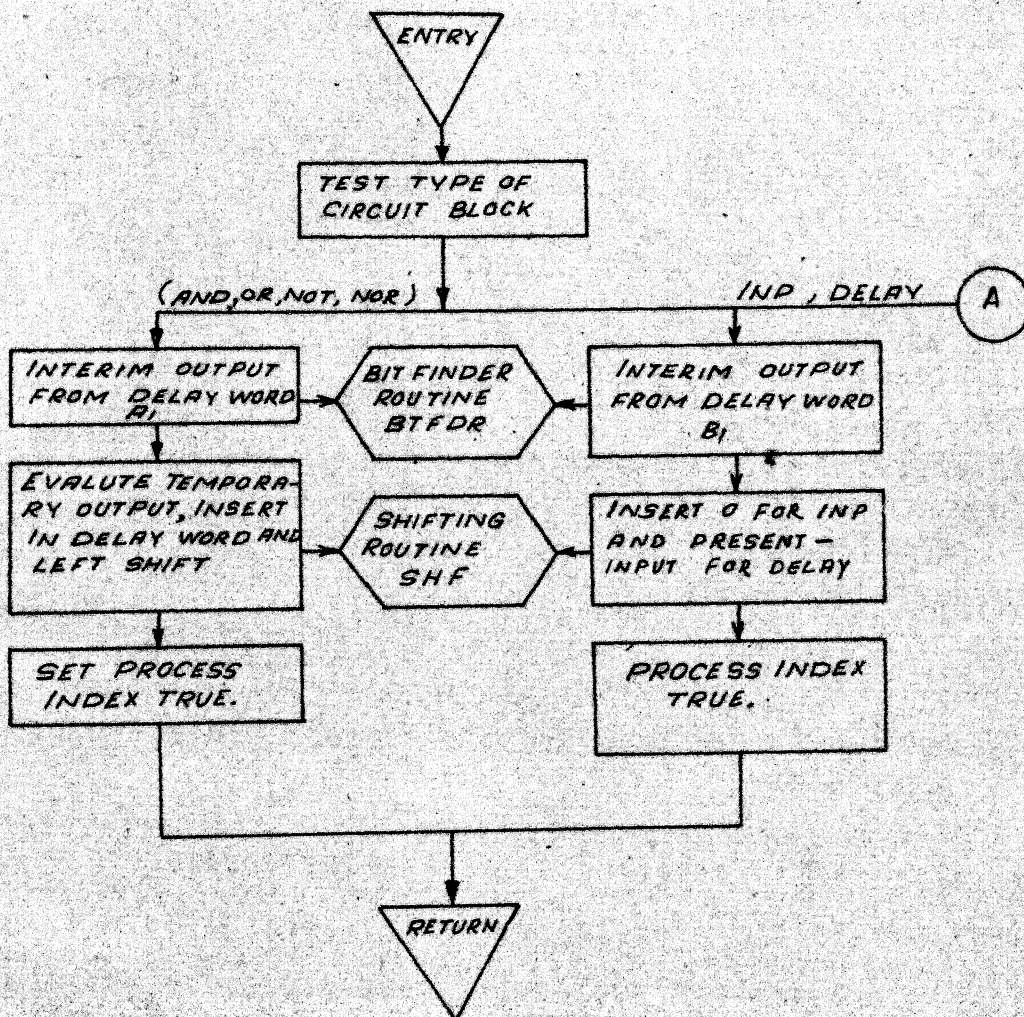 ENTRY
TEST TYPE OF
CIRCUIT BLOCK
(AND, OR, NOT, NOR)
INP, DELAY
A
INTERIM OUTPUT
FROM DELAY WORD
A1
BIT FINDER
ROUTINE
BTFDR
INTERIM OUTPUT
FROM DELAY WORD
B1
EVALUTE TEMPORA-
RY OUTPUT, INSERT
IN DELAY WORD AND
LEFT SHIFT
SHIFTING
ROUTINE
SHF
INSERT 0 FOR INP
AND PRESENT-
INPUT FOR DELAY
SET PROCESS
INDEX TRUE.
PROCESS INDEX
TRUE.
RETURN